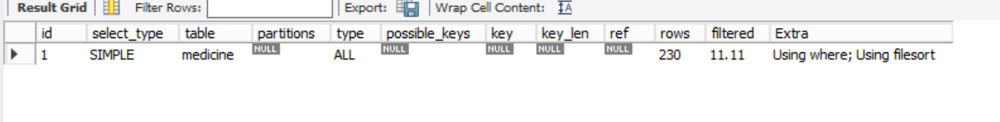 Result Grid Filter Rows: Export: Wrap Cell Content: IA
id select_type table partitions type possible_keys key key_len ref rows filtered Extra
1 SIMPLE medicine NULL ALL NULL NULL NULL NULL 230 11.11 Using where; Using filesort